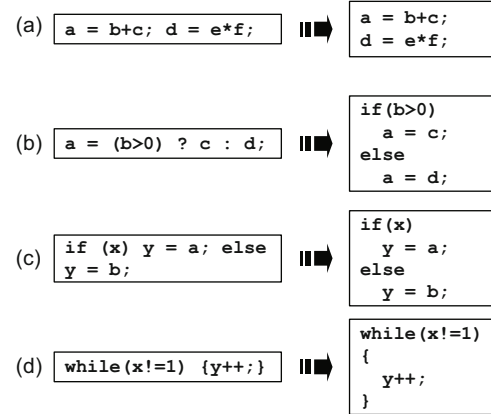 (a) a = b+c; d = e*f;
a = b+c;
d = e*f;
(b) a = (b>0) ? c : d;
if(b>0)
a = c;
else
a = d;
(c) if (x) y = a; else
y = b;
if(x)
y = a;
else
y = b;
(d) while(x!=1) {y++;}
while(x!=1)
{
y++;
}